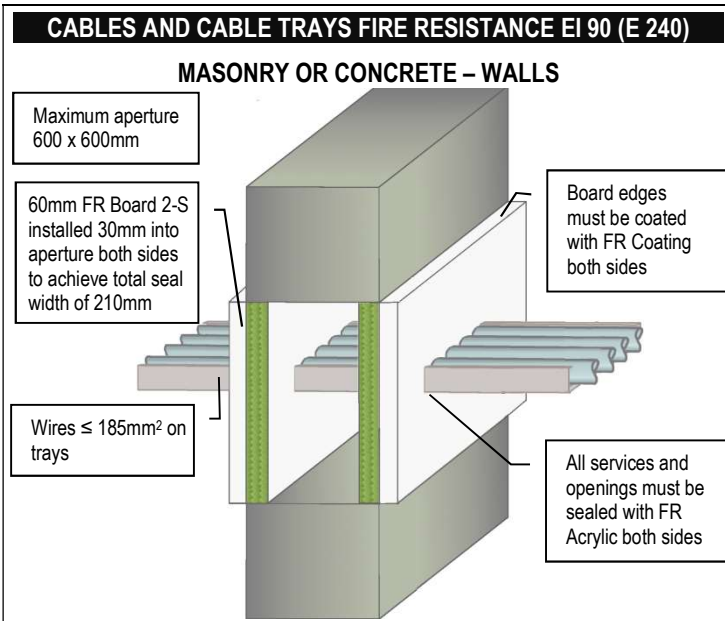 CABLES AND CABLE TRAYS FIRE RESISTANCE EI 90 (E 240)
MASONRY OR CONCRETE – WALLS
Maximum aperture
600 x 600mm
60mm FR Board 2-S
installed 30mm into
aperture both sides
to achieve total seal
width of 210mm
Wires ≤ 185mm² on
trays
Board edges
must be coated
with FR Coating
both sides
All services and
openings must be
sealed with FR
Acrylic both sides